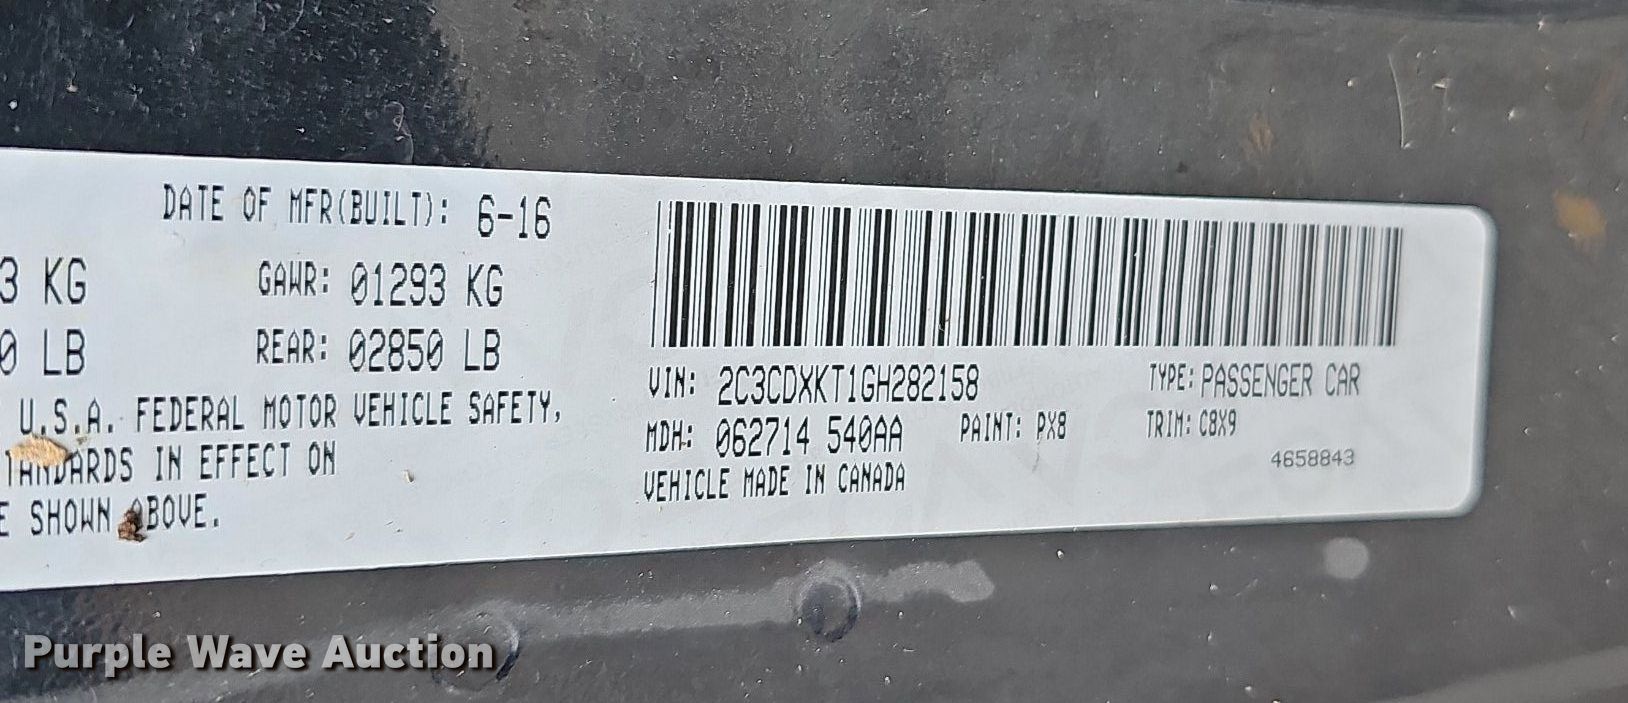 DATE OF MFR(BUILT): 6-16
3 KG GAWR: 01293 KG
0 LB REAR: 02850 LB
U.S.A. FEDERAL MOTOR VEHICLE SAFETY,
TANDARDS IN EFFECT ON
E SHOWN ABOVE.
VIN: 2C3CDXKT1GH282158 TYPE: PASSENGER CAR
MDH: 062714 540AA PAINT: PX8 TRIM: C8X9
VEHICLE MADE IN CANADA 4658843
Purple Wave Auction